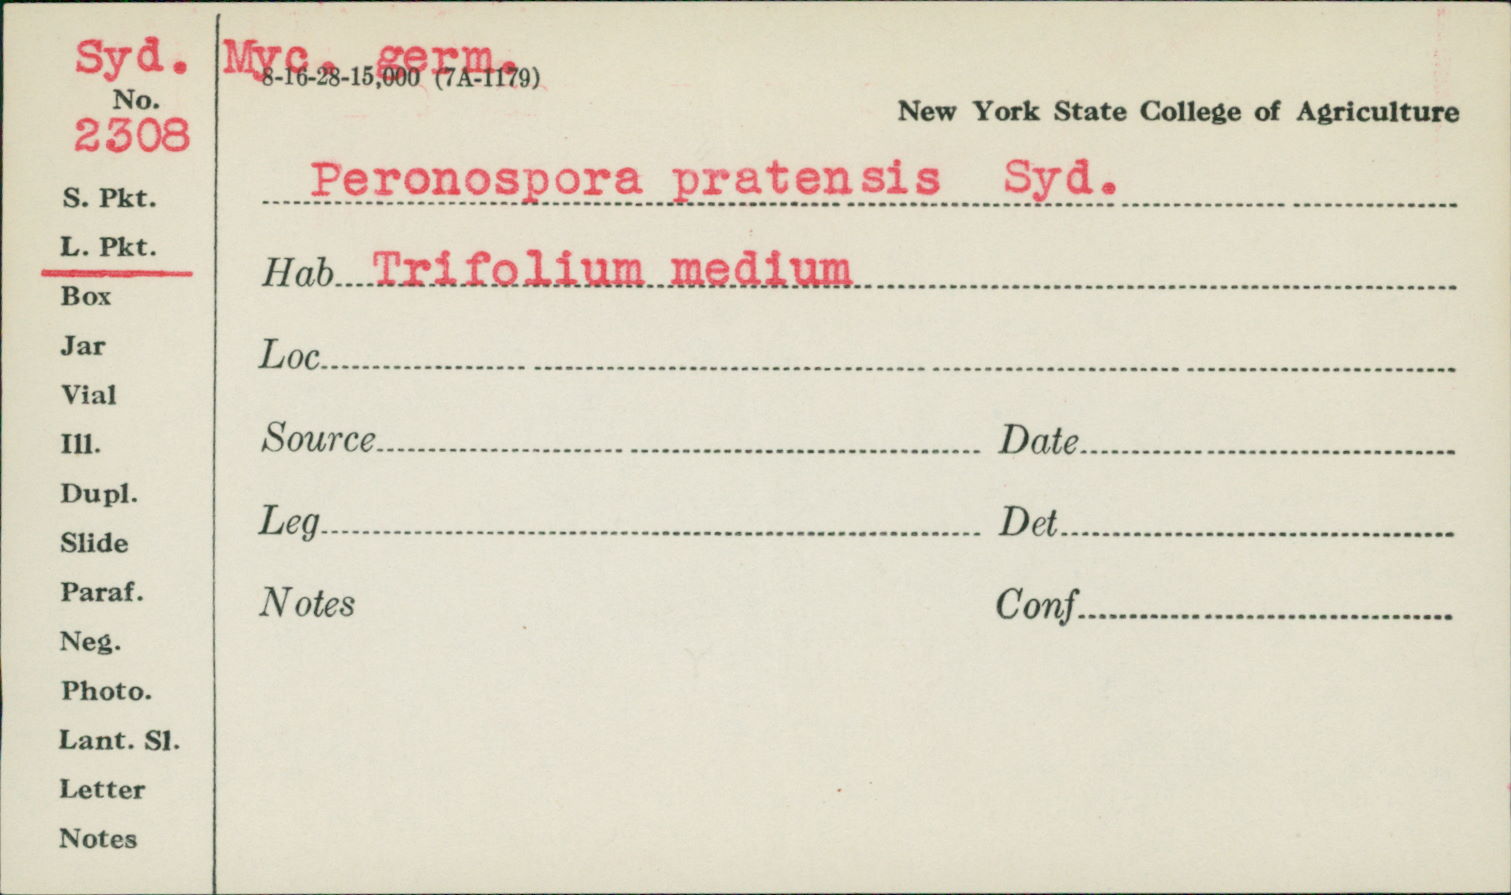 Syd. Myc. germ.
8-16-28-15,000 (7A-1179)
No.
2308
New York State College of Agriculture
Peronospora pratensis Syd.
S. Pkt.
L. Pkt.
Hab Trifolium medium
Box
Jar
Loc
Vial
Ill.
Source Date
Dupl.
Slide
Leg Det
Paraf.
Notes Conf
Neg.
Photo.
Lant. Sl.
Letter
Notes